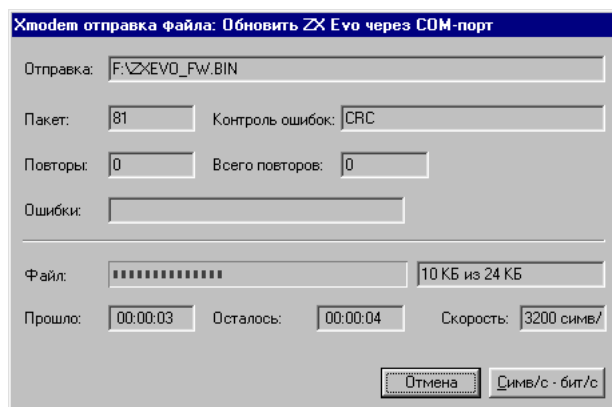 Xmodem отправка файла: Обновить ZX Evo через COM-порт
Отправка: F:\ZXEVO_FW.BIN
Пакет: 81 Контроль ошибок: CRC
Повторы: 0 Всего повторов: 0
Ошибки:
Файл: 10 КБ из 24 КБ
Прошло: 00:00:03 Осталось: 00:00:04 Скорость: 3200 симв/
Отмена Симв/с - бит/с